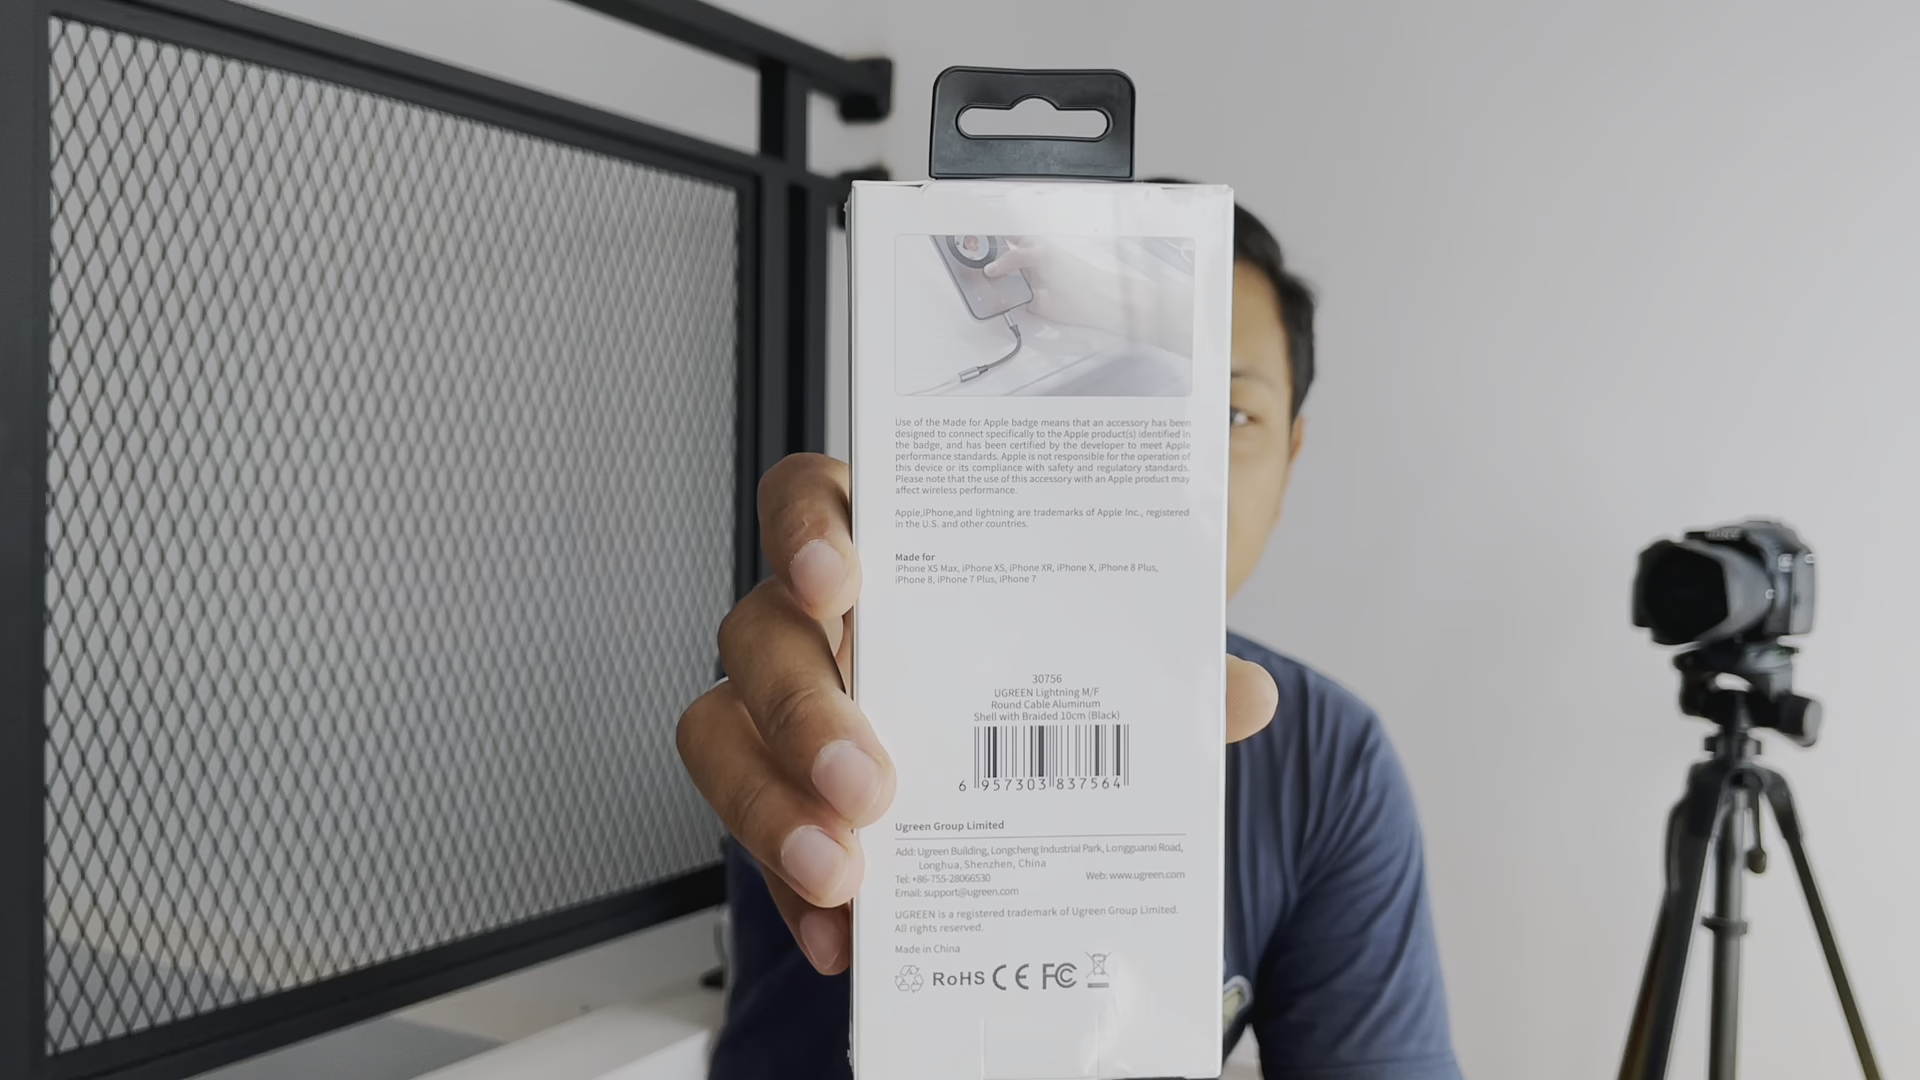 Use of the Made for Apple badge means that an accessory has been
designed to connect specifically to the Apple product(s) identified in
the badge, and has been certified by the developer to meet Apple
performance standards. Apple is not responsible for the operation of
this device or its compliance with safety and regulatory standards.
Please note that the use of this accessory with an Apple product may
affect wireless performance.
Apple,iPhone,and lightning are trademarks of Apple Inc., registered
in the U.S. and other countries.
Made for
iPhone XS Max, iPhone XS, iPhone XR, iPhone X, iPhone 8 Plus,
iPhone 8, iPhone 7 Plus, iPhone 7
30756
UGREEN Lightning M/F
Round Cable Aluminum
Shell with Braided 10cm (Black)
6 957303 837564
Ugreen Group Limited
Add: Ugreen Building, Longcheng Industrial Park, Longguanxi Road,
Longhua, Shenzhen, China
Tel: +86-755-28066530 Web: www.ugreen.com
Email: support@ugreen.com
UGREEN is a registered trademark of Ugreen Group Limited.
All rights reserved.
Made in China
RoHS CE FC